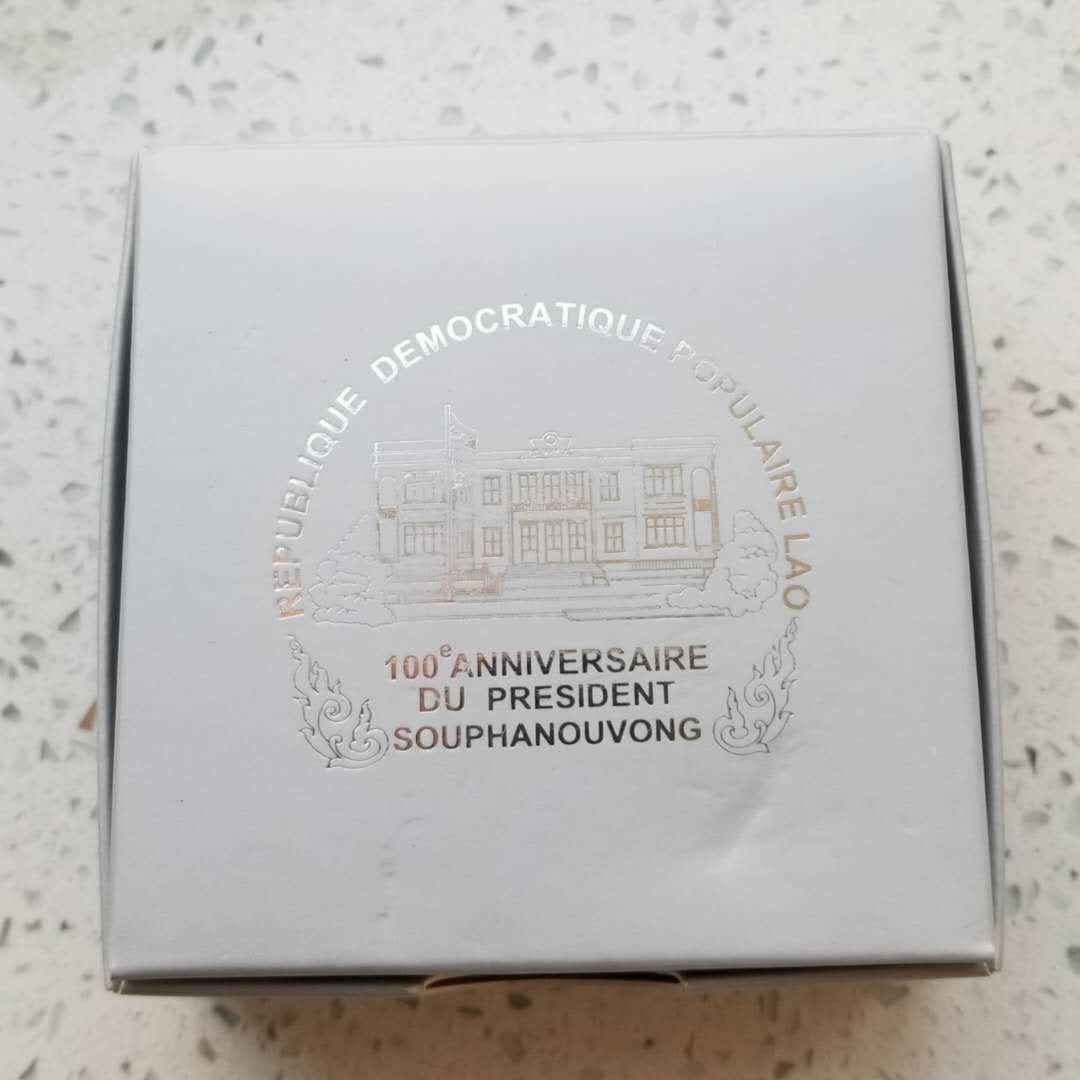 REPUBLIQUE DEMOCRATIQUE POPULAIRE LAO
100e ANNIVERSAIRE
DU PRESIDENT
SOUPHANOUVONG